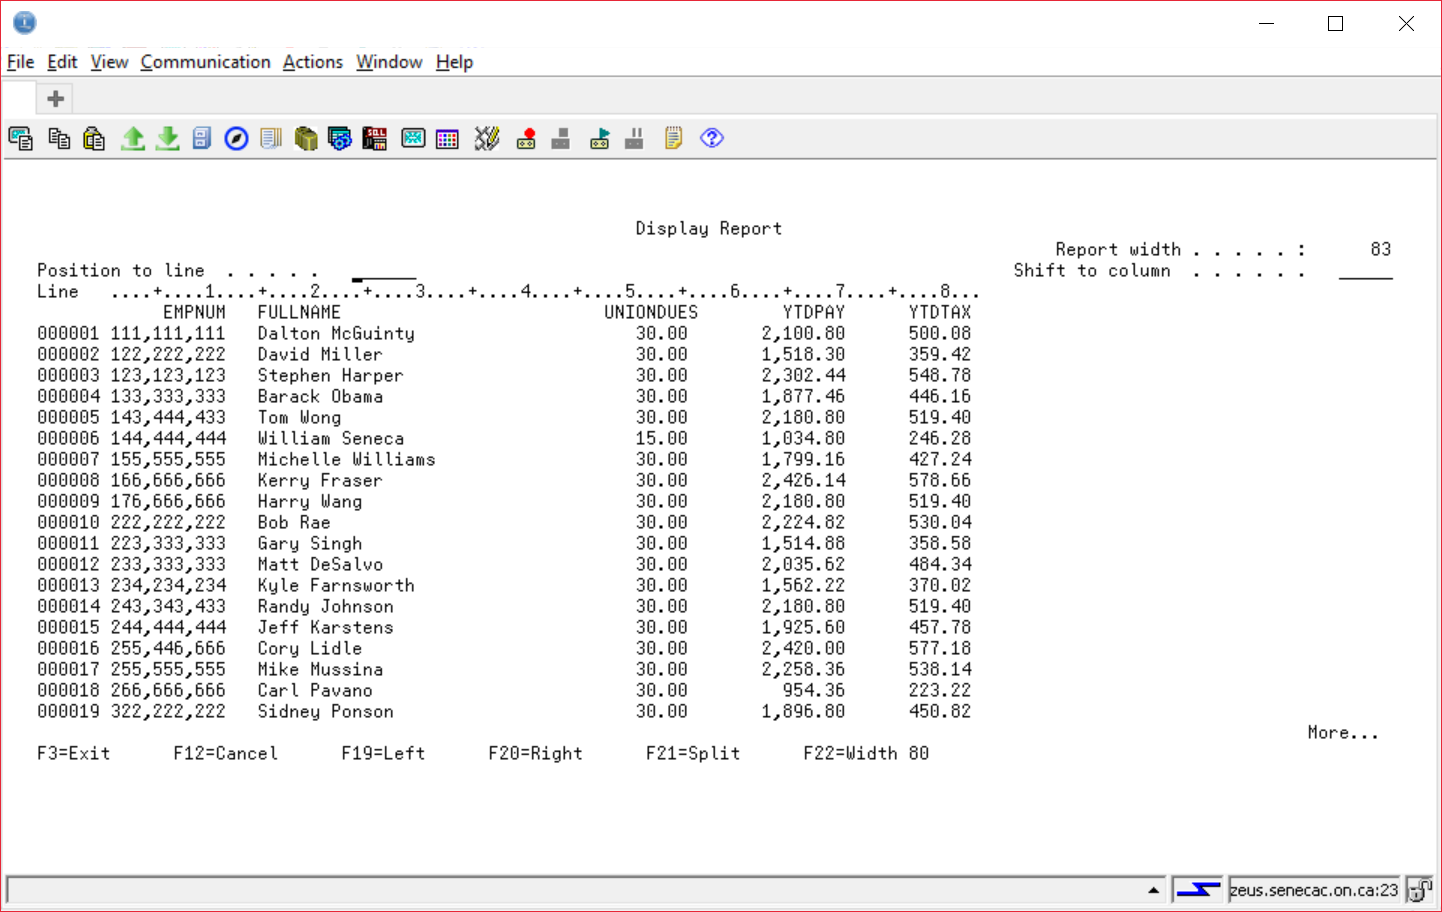 File Edit View Communication Actions Window Help
Display Report
Report width . . . . . : 83
Position to line . . . . . Shift to column . . . . . .
Line ....+....1....+....2....+....3....+....4....+....5....+....6....+....7....+....8...
EMPNUM FULLNAME UNIONDUES YTDPAY YTDTAX
000001 111,111,111 Dalton McGuinty 30.00 2,100.80 500.08
000002 122,222,222 David Miller 30.00 1,518.30 359.42
000003 123,123,123 Stephen Harper 30.00 2,302.44 548.78
000004 133,333,333 Barack Obama 30.00 1,877.46 446.16
000005 143,444,433 Tom Wong 30.00 2,180.80 519.40
000006 144,444,444 William Seneca 15.00 1,034.80 246.28
000007 155,555,555 Michelle Williams 30.00 1,799.16 427.24
000008 166,666,666 Kerry Fraser 30.00 2,426.14 578.66
000009 176,666,666 Harry Wang 30.00 2,180.80 519.40
000010 222,222,222 Bob Rae 30.00 2,224.82 530.04
000011 223,333,333 Gary Singh 30.00 1,514.88 358.58
000012 233,333,333 Matt DeSalvo 30.00 2,035.62 484.34
000013 234,234,234 Kyle Farnsworth 30.00 1,562.22 370.02
000014 243,343,433 Randy Johnson 30.00 2,180.80 519.40
000015 244,444,444 Jeff Karstens 30.00 1,925.60 457.78
000016 255,446,666 Cory Lidle 30.00 2,420.00 577.18
000017 255,555,555 Mike Mussina 30.00 2,258.36 538.14
000018 266,666,666 Carl Pavano 30.00 954.36 223.22
000019 322,222,222 Sidney Ponson 30.00 1,896.80 450.82
More...
F3=Exit F12=Cancel F19=Left F20=Right F21=Split F22=Width 80
zeus.senecac.on.ca:23